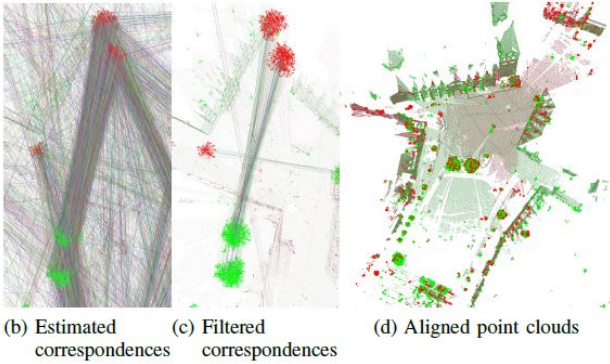 (b) Estimated
correspondences
(c) Filtered
correspondences
(d) Aligned point clouds